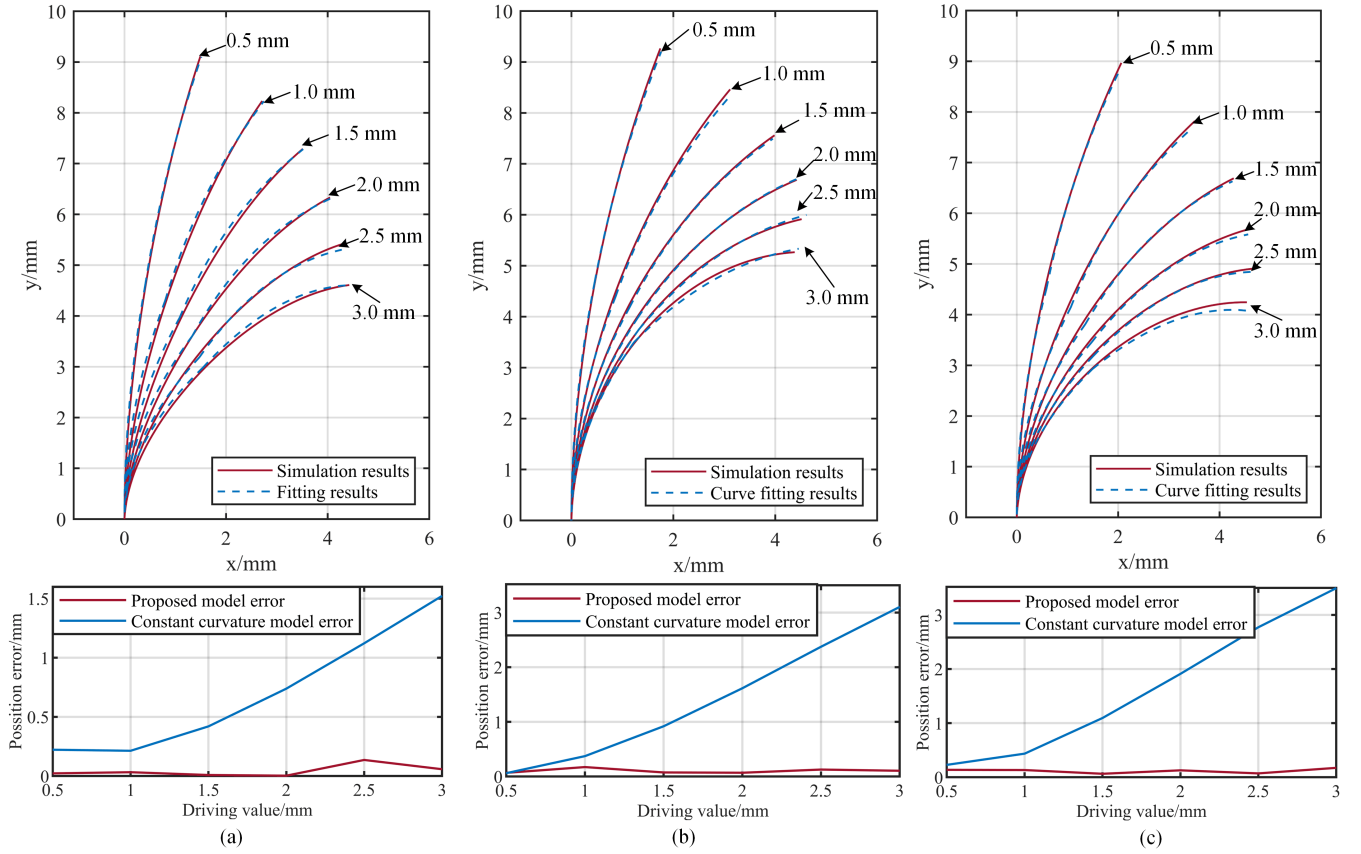 10
9
8
7
6
5
4
3
2
1
0
y/mm
0.5 mm
1.0 mm
1.5 mm
2.0 mm
2.5 mm
3.0 mm
Simulation results
Fitting results
0 2 4 6
x/mm
10
9
8
7
6
5
4
3
2
1
0
y/mm
0.5 mm
1.0 mm
1.5 mm
2.0 mm
2.5 mm
3.0 mm
Simulation results
Curve fitting results
0 2 4 6
x/mm
10
9
8
7
6
5
4
3
2
1
0
y/mm
0.5 mm
1.0 mm
1.5 mm
2.0 mm
2.5 mm
3.0 mm
Simulation results
Curve fitting results
0 2 4 6
x/mm
1.5
1
0.5
0
Possition error/mm
Proposed model error
Constant curvature model error
0.5 1 1.5 2 2.5 3
Driving value/mm
(a)
3
2
1
0
Possition error/mm
Proposed model error
Constant curvature model error
0.5 1 1.5 2 2.5 3
Driving value/mm
(b)
3
2
1
0
Possition error/mm
Proposed model error
Constant curvature model error
0.5 1 1.5 2 2.5 3
Driving value/mm
(c)